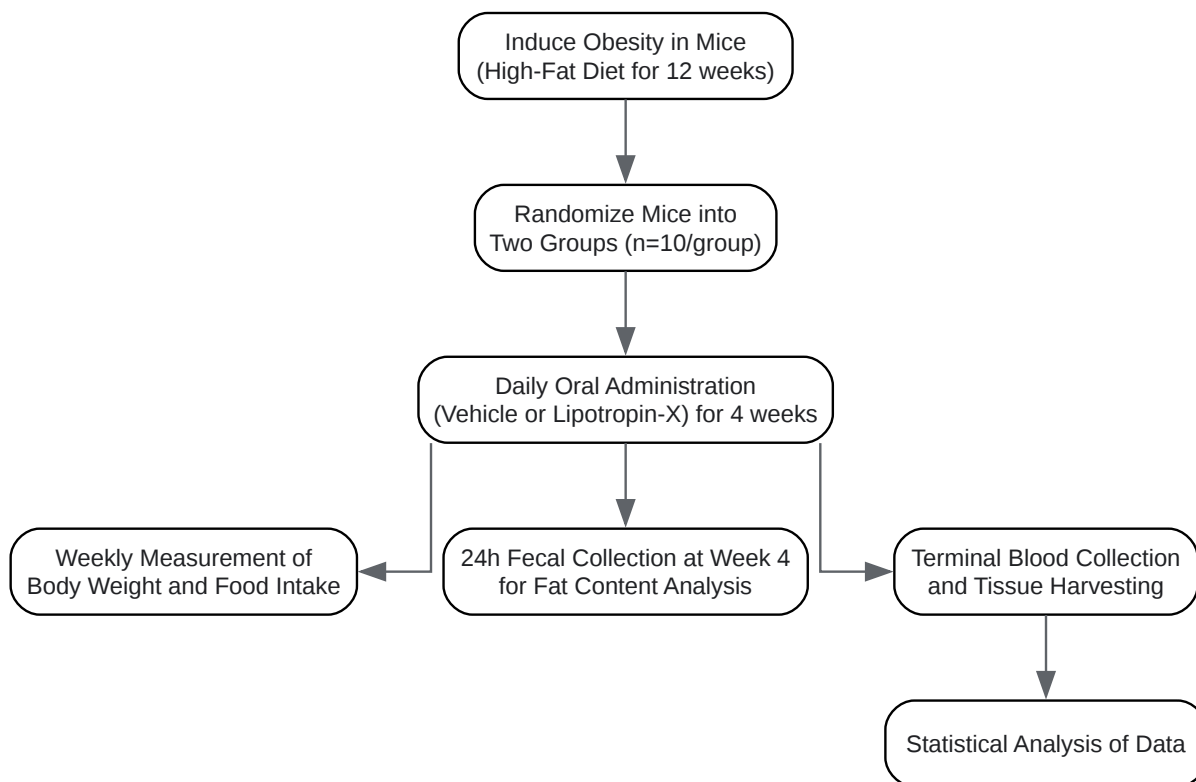 Induce Obesity in Mice
(High-Fat Diet for 12 weeks)
Randomize Mice into
Two Groups (n=10/group)
Daily Oral Administration
(Vehicle or Lipotropin-X) for 4 weeks
Weekly Measurement of
Body Weight and Food Intake
24h Fecal Collection at Week 4
for Fat Content Analysis
Terminal Blood Collection
and Tissue Harvesting
Statistical Analysis of Data